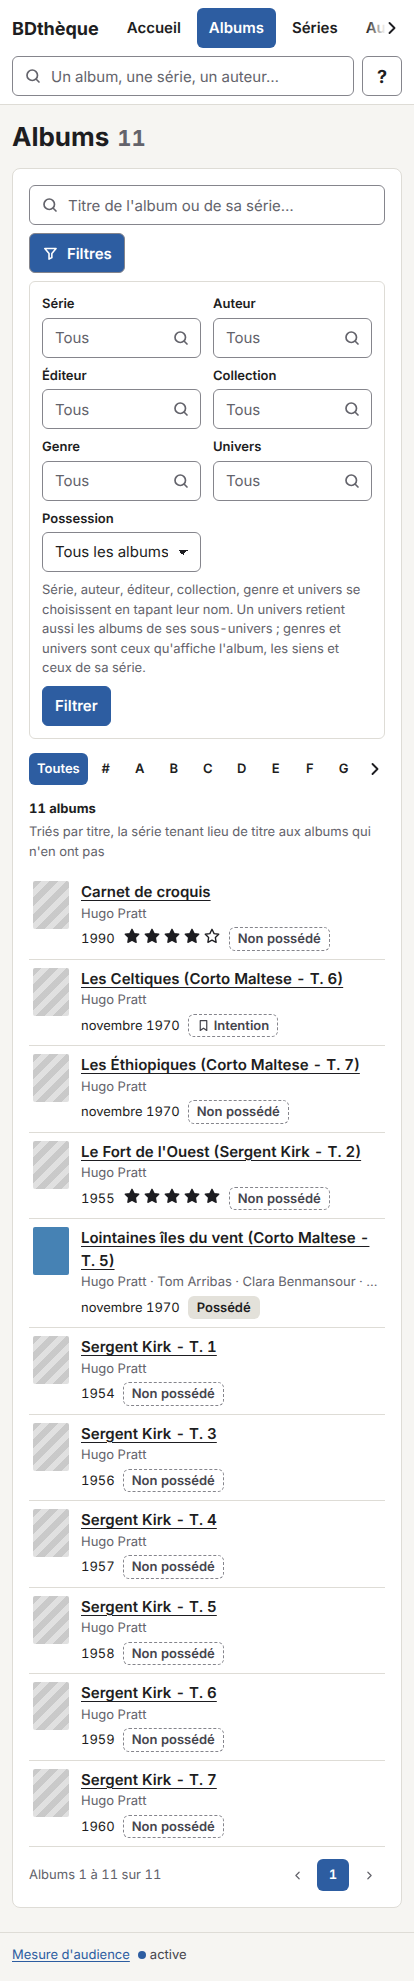 BDthèque Accueil Albums Séries Au
Un album, une série, un auteur... ?
Albums 11
Titre de l'album ou de sa série...
Filtres
Série Auteur
Tous Tous
Éditeur Collection
Tous Tous
Genre Univers
Tous Tous
Possession
Tous les albums
Série, auteur, éditeur, collection, genre et univers se
choisissent en tapant leur nom. Un univers retient
aussi les albums de ses sous-univers ; genres et
univers sont ceux qu'affiche l'album, les siens et
ceux de sa série.
Filtrer
Toutes # A B C D E F G
11 albums
Triés par titre, la série tenant lieu de titre aux albums qui
n'en ont pas
Carnet de croquis
Hugo Pratt
1990 Non possédé
Les Celtiques (Corto Maltese - T. 6)
Hugo Pratt
novembre 1970 Intention
Les Éthiopiques (Corto Maltese - T. 7)
Hugo Pratt
novembre 1970 Non possédé
Le Fort de l'Ouest (Sergent Kirk - T. 2)
Hugo Pratt
1955 Non possédé
Lointaines îles du vent (Corto Maltese -
T. 5)
Hugo Pratt · Tom Arribas · Clara Benmansour · ...
novembre 1970 Possédé
Sergent Kirk - T. 1
Hugo Pratt
1954 Non possédé
Sergent Kirk - T. 3
Hugo Pratt
1956 Non possédé
Sergent Kirk - T. 4
Hugo Pratt
1957 Non possédé
Sergent Kirk - T. 5
Hugo Pratt
1958 Non possédé
Sergent Kirk - T. 6
Hugo Pratt
1959 Non possédé
Sergent Kirk - T. 7
Hugo Pratt
1960 Non possédé
Albums 1 à 11 sur 11 ‹ 1 ›
Mesure d'audience active